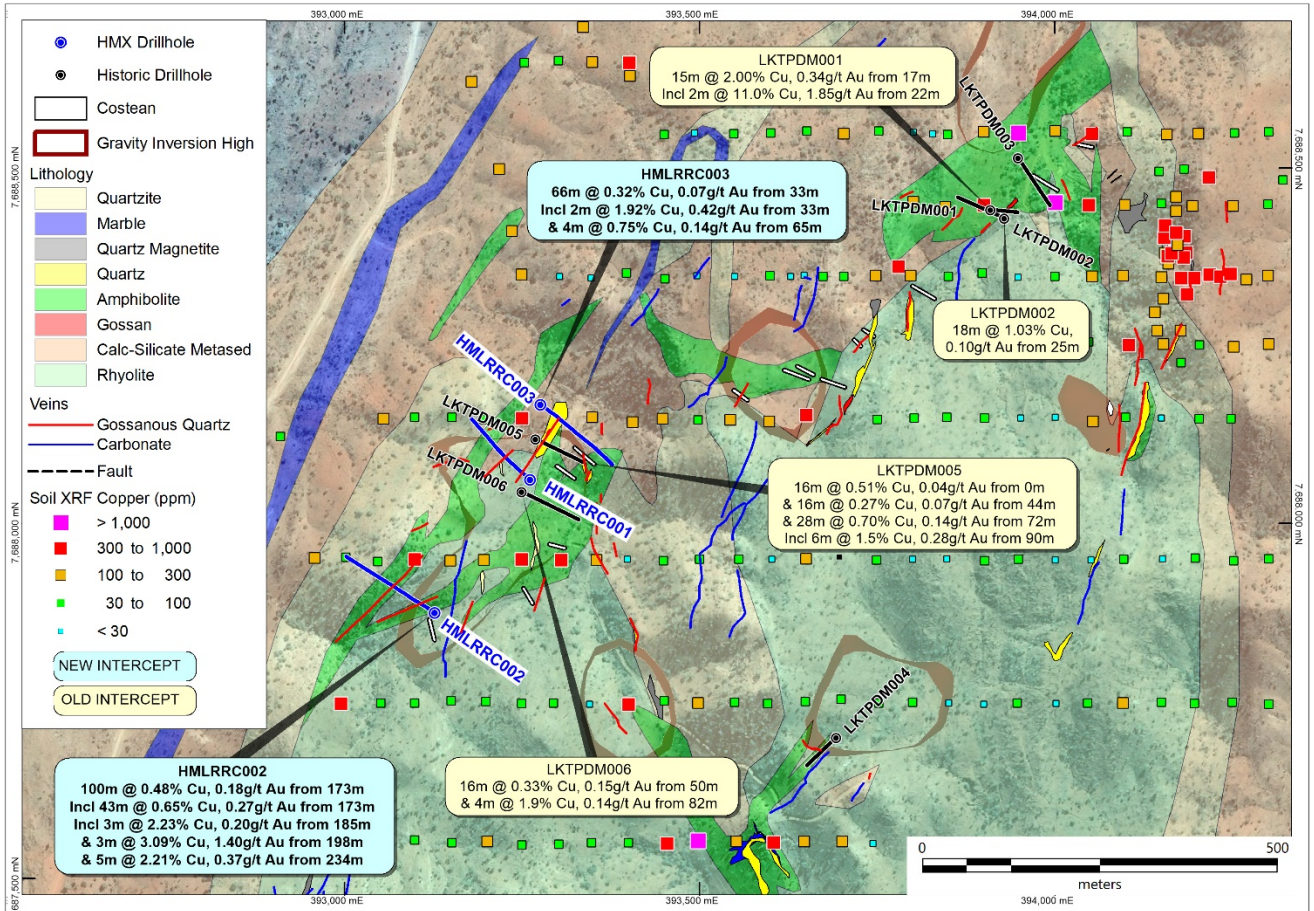 393,000 mE
393,500 mE
394,000 mE
HMX Drillhole
Historic Drillhole
Costean
Gravity Inversion High
Lithology
Quartzite
Marble
Quartz Magnetite
Quartz
Amphibolite
Gossan
Calc-Silicate Metased
Rhyolite
Veins
Gossanous Quartz
Carbonate
Fault
Soil XRF Copper (ppm)
> 1,000
300 to 1,000
100 to 300
30 to 100
< 30
NEW INTERCEPT
OLD INTERCEPT
LKTPDM001
15m @ 2.00% Cu, 0.34g/t Au from 17m
Incl 2m @ 11.0% Cu, 1.85g/t Au from 22m
LKTPDM003
7,688,500 mN
7,688,500 mN
HMLRRC003
66m @ 0.32% Cu, 0.07g/t Au from 33m
Incl 2m @ 1.92% Cu, 0.42g/t Au from 33m
& 4m @ 0.75% Cu, 0.14g/t Au from 65m
LKTPDM001
LKTPDM002
LKTPDM002
18m @ 1.03% Cu,
0.10g/t Au from 25m
HMLRRC003
LKTPDM005
LKTPDM006
HMLRRC001
LKTPDM005
16m @ 0.51% Cu, 0.04g/t Au from 0m
& 16m @ 0.27% Cu, 0.07g/t Au from 44m
& 28m @ 0.70% Cu, 0.14g/t Au from 72m
Incl 6m @ 1.5% Cu, 0.28g/t Au from 90m
7,688,000 mN
7,688,000 mN
HMLRRC002
LKTPDM004
HMLRRC002
100m @ 0.48% Cu, 0.18g/t Au from 173m
Incl 43m @ 0.65% Cu, 0.27g/t Au from 173m
Incl 3m @ 2.23% Cu, 0.20g/t Au from 185m
& 3m @ 3.09% Cu, 1.40g/t Au from 198m
& 5m @ 2.21% Cu, 0.37g/t Au from 234m
LKTPDM006
16m @ 0.33% Cu, 0.15g/t Au from 50m
& 4m @ 1.9% Cu, 0.14g/t Au from 82m
0 500
meters
687,500 mN
393,000 mE
393,500 mE
394,000 mE